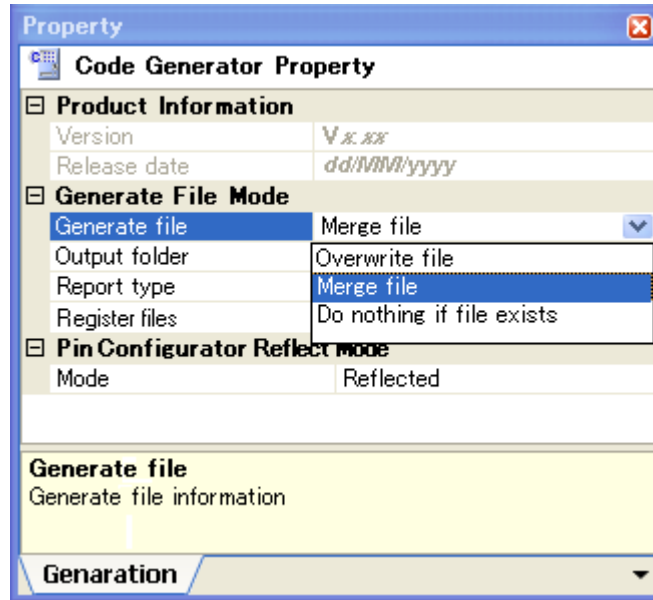 Property
Code Generator Property
Product Information
Version V x.xx
Release date dd/MM/yyyy
Generate File Mode
Generate file Merge file
Output folder Overwrite file
Report type Merge file
Register files Do nothing if file exists
Pin Configurator Reflect Mode
Mode Reflected
Generate file
Generate file information
Genaration